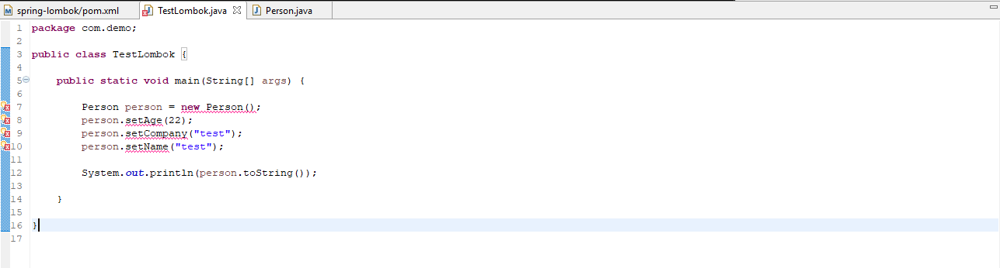 spring-lombok/pom.xml TestLombok.java Person.java
1 package com.demo;
2
3 public class TestLombok {
4
5 public static void main(String[] args) {
6
7 Person person = new Person();
8 person.setAge(22);
9 person.setCompany("test");
10 person.setName("test");
11
12 System.out.println(person.toString());
13
14 }
15
16 }
17